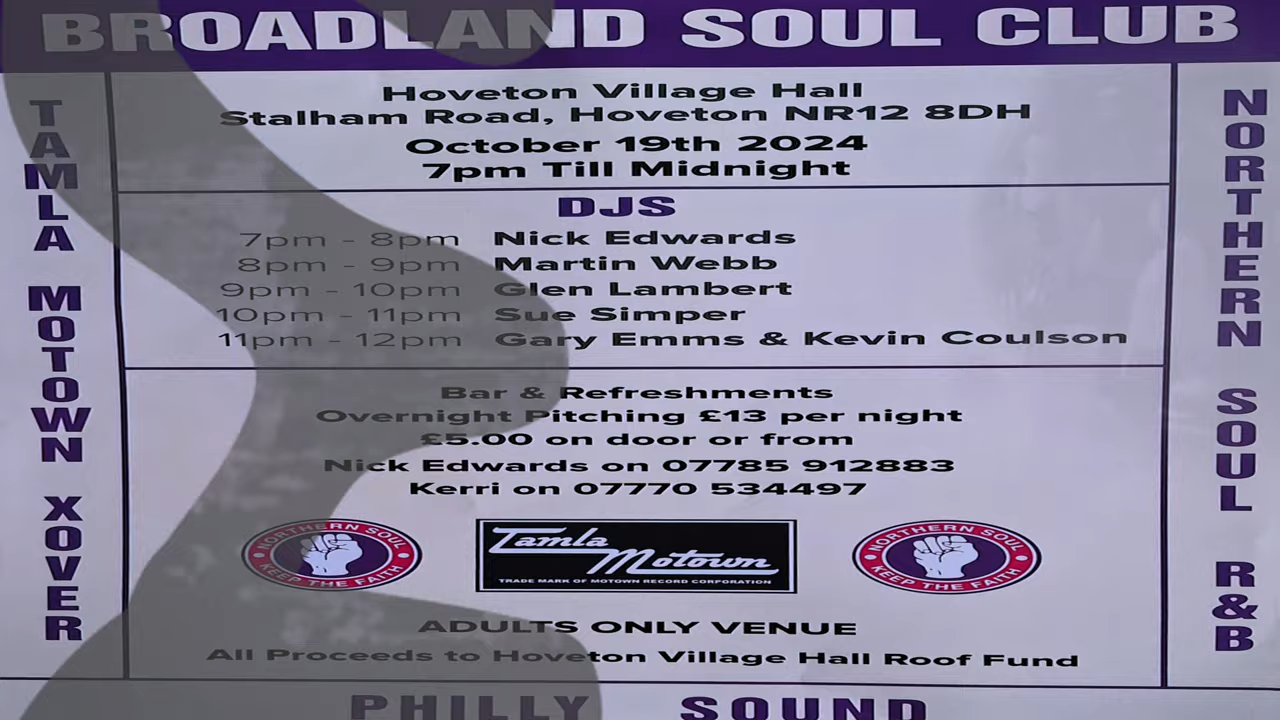 BROADLAND SOUL CLUB
TAMLA MOTOWN XOVER
Hoveton Village Hall
Stalham Road, Hoveton NR12 8DH
October 19th 2024
7pm Till Midnight
DJS
7pm - 8pm Nick Edwards
8pm - 9pm Martin Webb
9pm - 10pm Glen Lambert
10pm - 11pm Sue Simper
11pm - 12pm Gary Emms & Kevin Coulson
Bar & Refreshments
Overnight Pitching £13 per night
£5.00 on door or from
Nick Edwards on 07785 912883
Kerri on 07770 534497
NORTHERN SOUL
KEEP THE FAITH
Tamla Motown
TRADE MARK OF MOTOWN RECORD CORPORATION
NORTHERN SOUL
KEEP THE FAITH
ADULTS ONLY VENUE
All Proceeds to Hoveton Village Hall Roof Fund
NORTHERN SOUL R&B
PHILLY SOUND